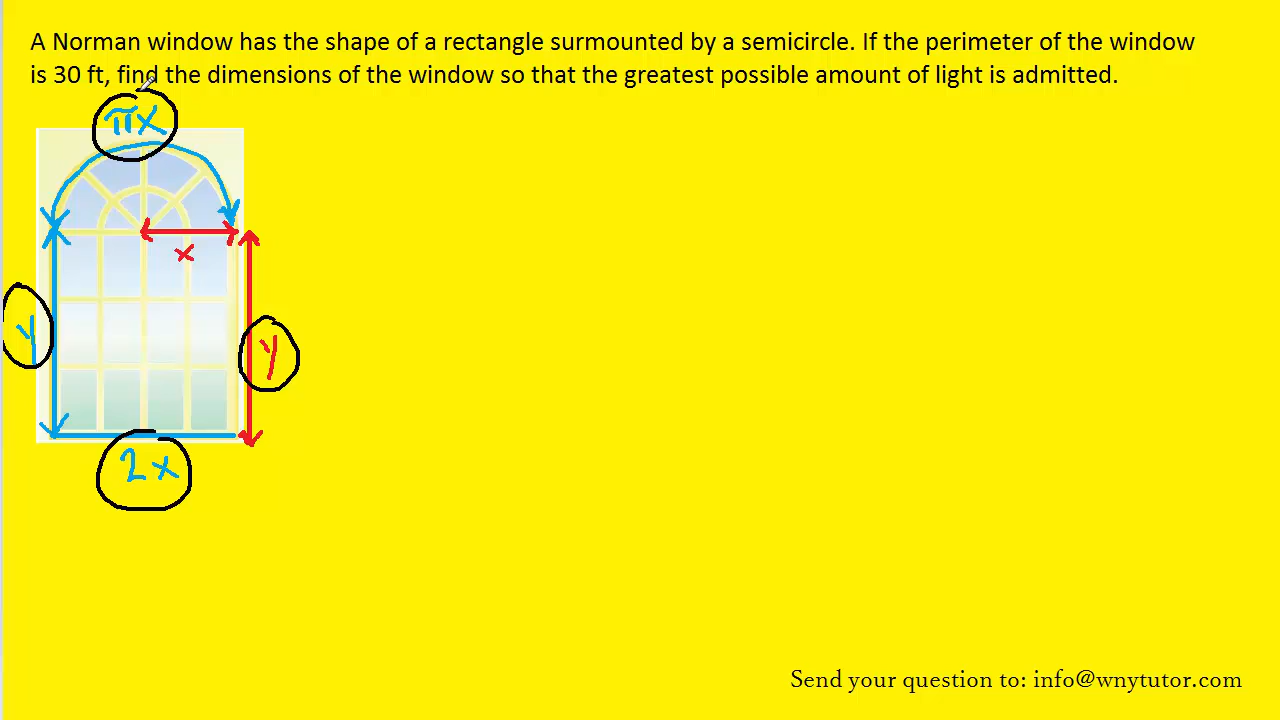 A Norman window has the shape of a rectangle surmounted by a semicircle. If the perimeter of the window
is 30 ft, find the dimensions of the window so that the greatest possible amount of light is admitted.
πx
x
y
y
2x
Send your question to: info@wnytutor.com